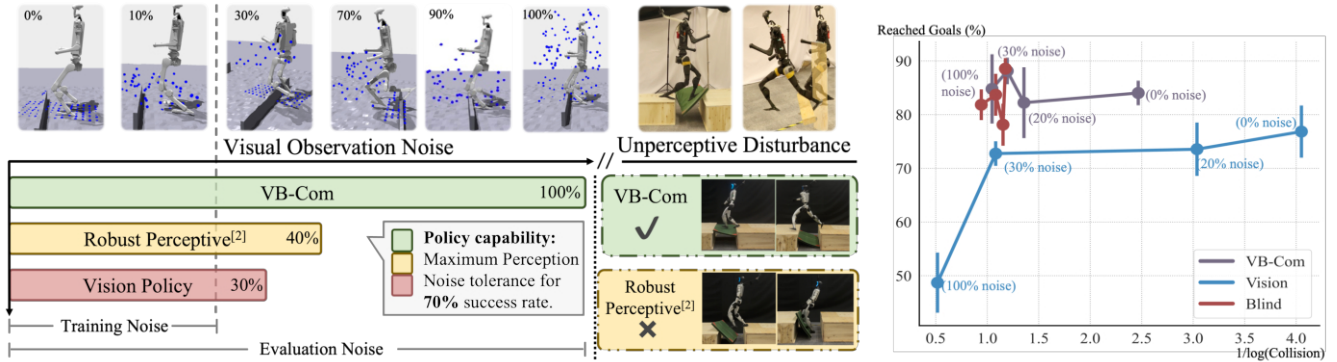 0%
10%
30%
70%
90%
100%
Visual Observation Noise
// Unperceptive Disturbance
VB-Com
100%
Robust Perceptive[2]
40%
Vision Policy
30%
Policy capability:
Maximum Perception
Noise tolerance for
70% success rate.
Training Noise
Evaluation Noise
VB-Com
Robust
Perceptive[2]
Reached Goals (%)
90
80
70
60
50
(100%
noise)
(30% noise)
(20% noise)
(0% noise)
(0% noise)
(20% noise)
(30% noise)
(100% noise)
VB-Com
Vision
Blind
0.5
1.0
1.5
2.0
2.5
3.0
3.5
4.0
1/log(Collision)